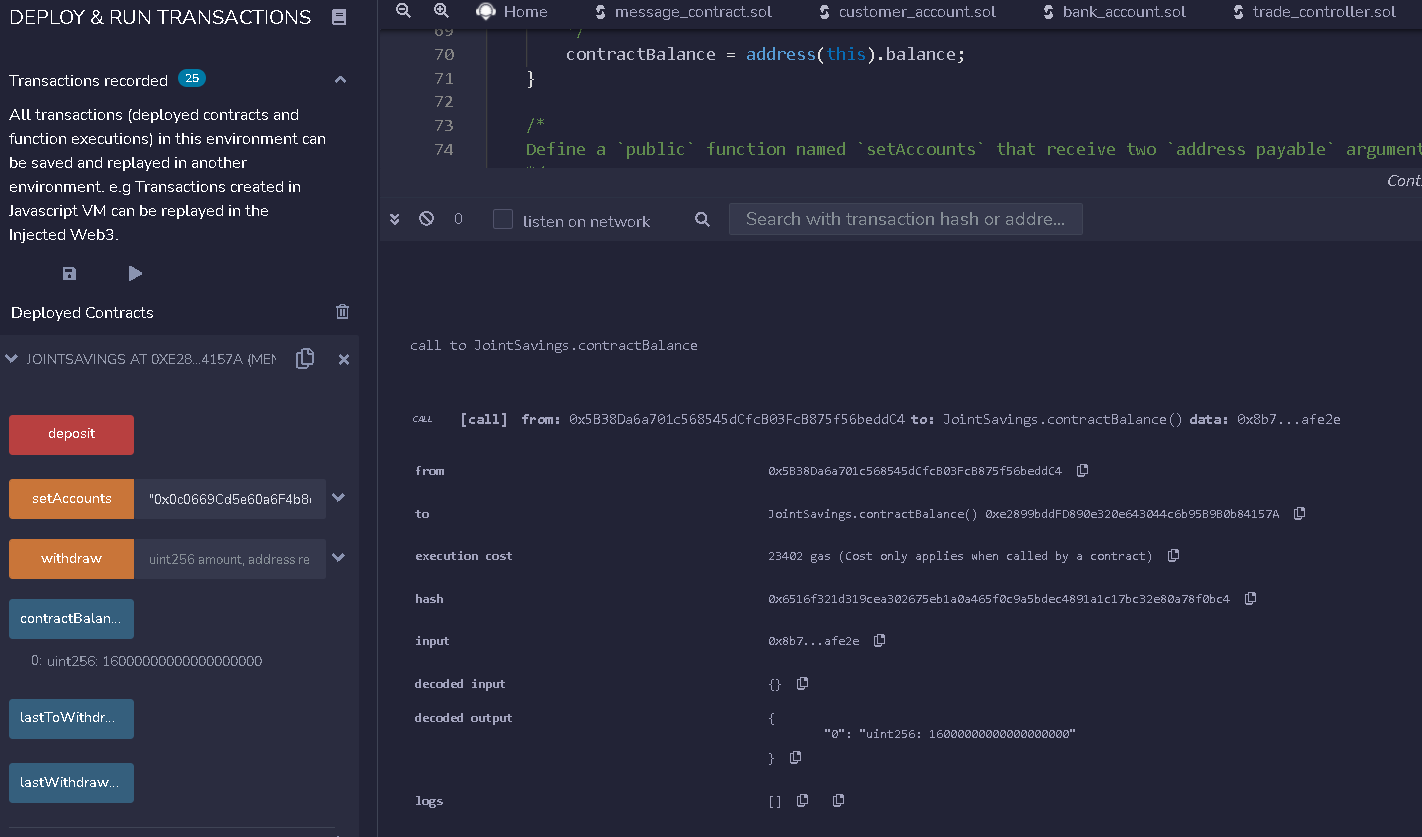 DEPLOY & RUN TRANSACTIONS
Transactions recorded 25
All transactions (deployed contracts and
function executions) in this environment can
be saved and replayed in another
environment. e.g Transactions created in
Javascript VM can be replayed in the
Injected Web3.
Deployed Contracts
JOINTSAVINGS AT 0XE28...4157A (MEM
deposit
setAccounts "0x0c0669Cd5e60a6F4b8
withdraw uint256 amount, address re
contractBalan...
0: uint256: 16000000000000000000
lastToWithdr...
lastWithdraw...
Home message_contract.sol customer_account.sol bank_account.sol trade_controller.sol
69 */
70 contractBalance = address(this).balance;
71 }
72
73 /*
74 Define a `public` function named `setAccounts` that receive two `address payable` argument
Cont
0 listen on network Search with transaction hash or addre...
call to JointSavings.contractBalance
CALL [call] from: 0x5B38Da6a701c568545dCfcB03FcB875f56beddC4 to: JointSavings.contractBalance() data: 0x8b7...afe2e
from 0x5B38Da6a701c568545dCfcB03FcB875f56beddC4
to JointSavings.contractBalance() 0xe2899bddFD890e320e643044c6b95B9B0b84157A
execution cost 23402 gas (Cost only applies when called by a contract)
hash 0x6516f321d319cea302675eb1a0a465f0c9a5bdec4891a1c17bc32e80a78f0bc4
input 0x8b7...afe2e
decoded input {}
decoded output {
"0": "uint256: 16000000000000000000"
}
logs []